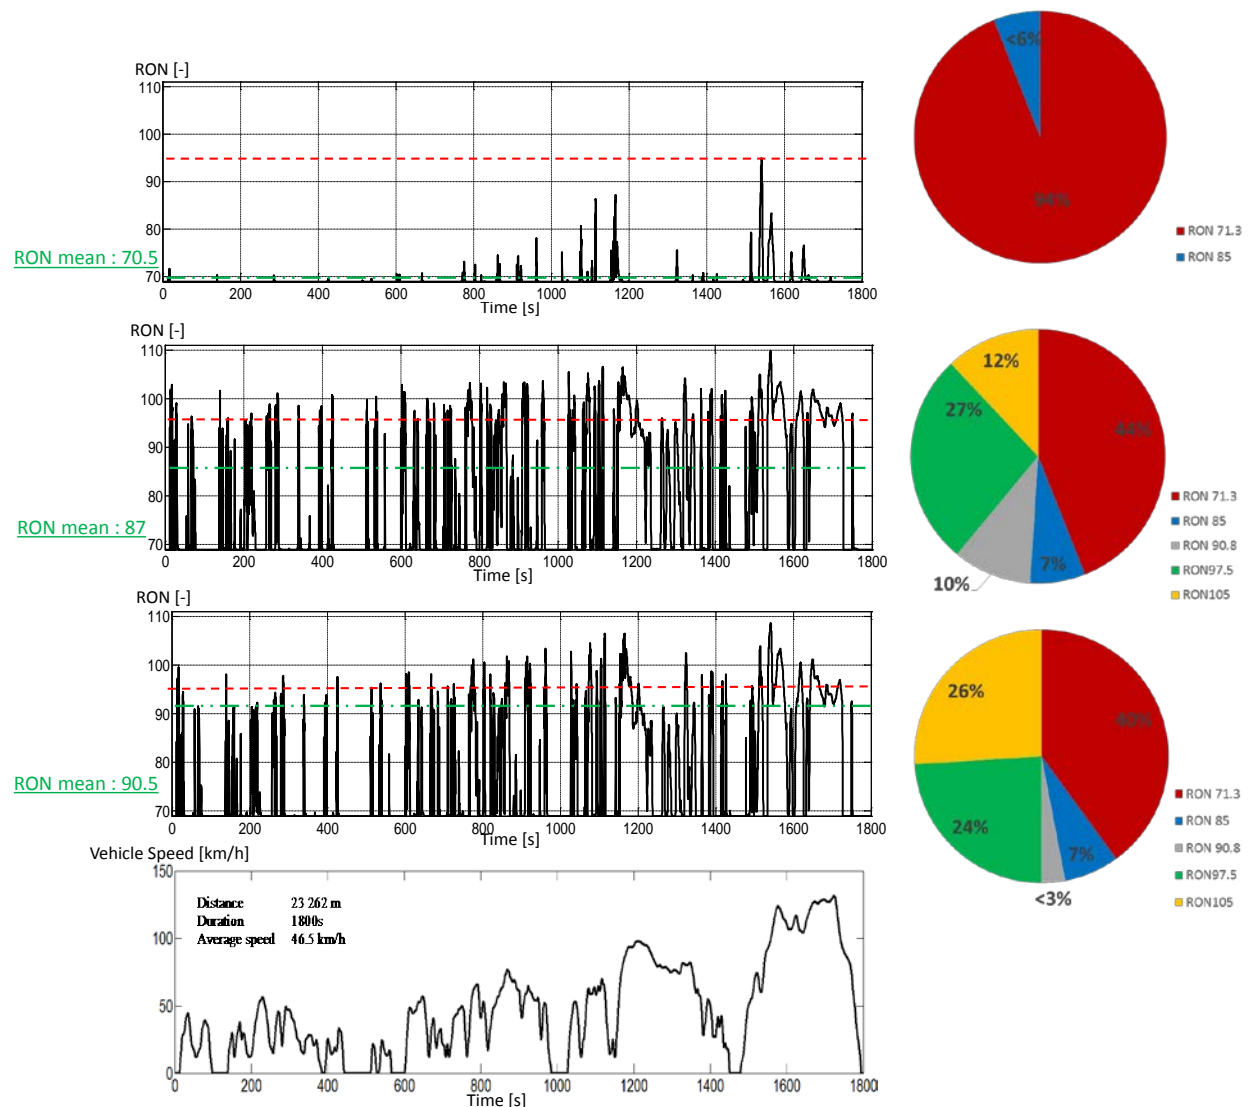 RON [-]
110
100
90
80
70
RON mean : 70.5
0 200 400 600 800 1000 1200 1400 1600 1800
Time [s]
<6%
94%
RON 71.3
RON 85
RON [-]
110
100
90
80
70
RON mean : 87
0 200 400 600 800 1000 1200 1400 1600 1800
Time [s]
12%
27%
44%
10%
7%
RON 71.3
RON 85
RON 90.8
RON97.5
RON105
RON [-]
110
100
90
80
70
RON mean : 90.5
0 200 400 600 800 1000 1200 1400 1600 1800
Time [s]
26%
40%
24%
7%
<3%
RON 71.3
RON 85
RON 90.8
RON97.5
RON105
Vehicle Speed [km/h]
150
100
50
0
Distance 23 262 m
Duration 1800s
Average speed 46.5 km/h
0 200 400 600 800 1000 1200 1400 1600 1800
Time [s]